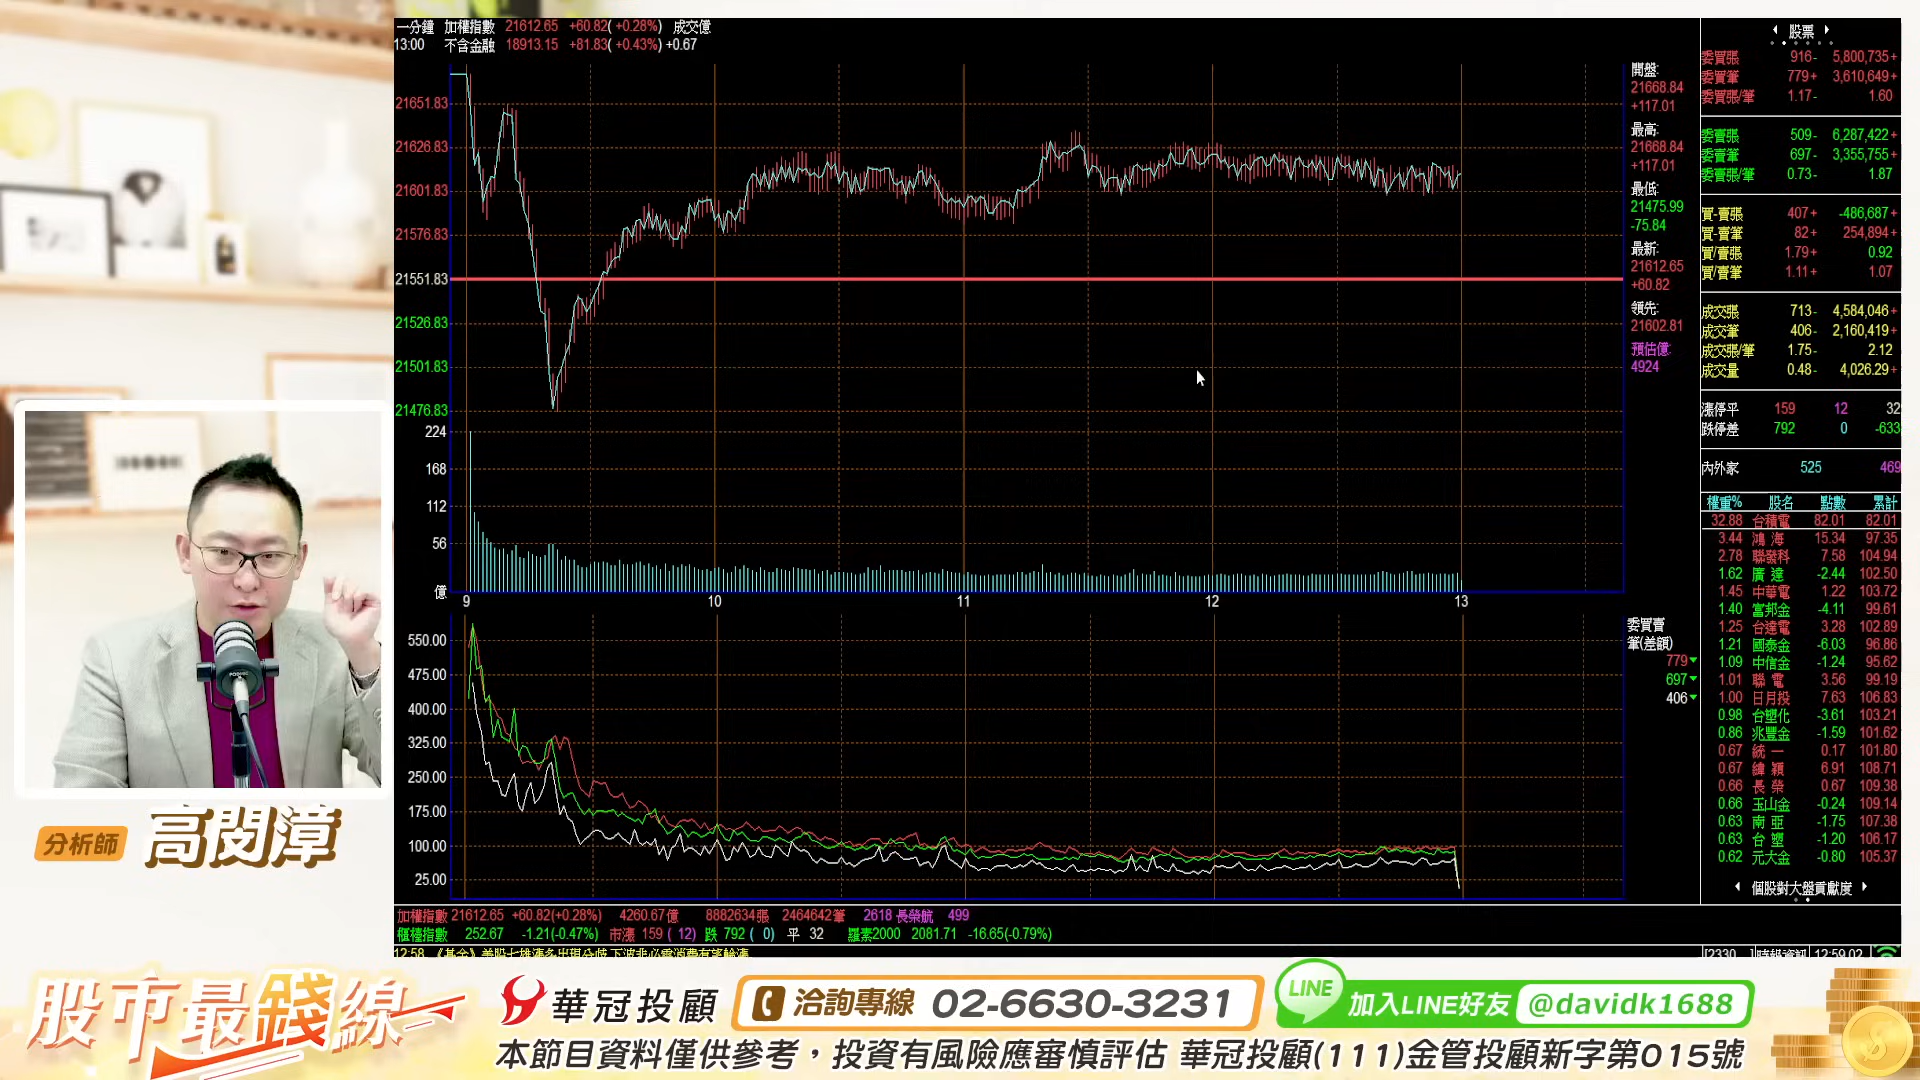 一分鐘 加權指數 21612.65 +60.82( +0.28%) 成交億
13:00 不含金融 18913.15 +81.83( +0.43%) +0.67
21651.83
21626.83
21601.83
21576.83
21551.83
21526.83
21501.83
21476.83
224
168
112
56
億
9 10 11 12 13
550.00
475.00
400.00
325.00
250.00
175.00
100.00
25.00
開盤:
21668.84
+117.01
最高:
21668.84
+117.01
最低:
21475.99
-75.84
最新:
21612.65
+60.82
領先:
21602.81
預估億:
4924
委買賣
筆(差額)
779
697
406
股票
委買張 916- 5,800,735+
委買筆 779+ 3,610,649+
委買張/筆 1.17- 1.60
委賣張 509- 6,287,422+
委賣筆 697- 3,355,755+
委賣張/筆 0.73- 1.87
買-賣張 407+ -486,687+
買-賣筆 82+ 254,894+
買/賣張 1.79+ 0.92
買/賣筆 1.11+ 1.07
成交張 713- 4,584,046+
成交筆 406- 2,160,419+
成交張/筆 1.75- 2.12
成交量 0.48- 4,026.29+
漲停平 159 12 32
跌停差 792 0 -633
內外家 525 469
權重% 股名 點數 累計
32.88 台積電 82.01 82.01
3.44 鴻海 15.34 97.35
2.78 聯發科 7.58 104.94
1.62 廣達 -2.44 102.50
1.45 中華電 1.22 103.72
1.40 富邦金 -4.11 99.61
1.25 台達電 3.28 102.89
1.21 國泰金 -6.03 96.86
1.09 中信金 -1.24 95.62
1.01 聯電 3.56 99.19
1.00 日月投 7.63 106.83
0.98 台塑化 -3.61 103.21
0.86 兆豐金 -1.59 101.62
0.67 統一 0.17 101.80
0.67 緯穎 6.91 108.71
0.66 長榮 0.67 109.38
0.66 玉山金 -0.24 109.14
0.63 南亞 -1.75 107.38
0.63 台塑 -1.20 106.17
0.62 元大金 -0.80 105.37
個股對大盤貢獻度
加權指數 21612.65 +60.82(+0.28%) 4260.67億 8882634張 2464642筆 2618 長榮航 499
櫃檯指數 252.67 -1.21(-0.47%) 市漲 159 ( 12) 跌 792 ( 0) 平 32 羅素2000 2081.71 -16.65(-0.79%)
12:58
[2330 ]時報資訊 12:59:02
分析師 高閔漳
股市最錢線
華冠投顧 洽詢專線 02-6630-3231 LINE 加入LINE好友 @davidk1688
本節目資料僅供參考，投資有風險應審慎評估 華冠投顧(111)金管投顧新字第015號